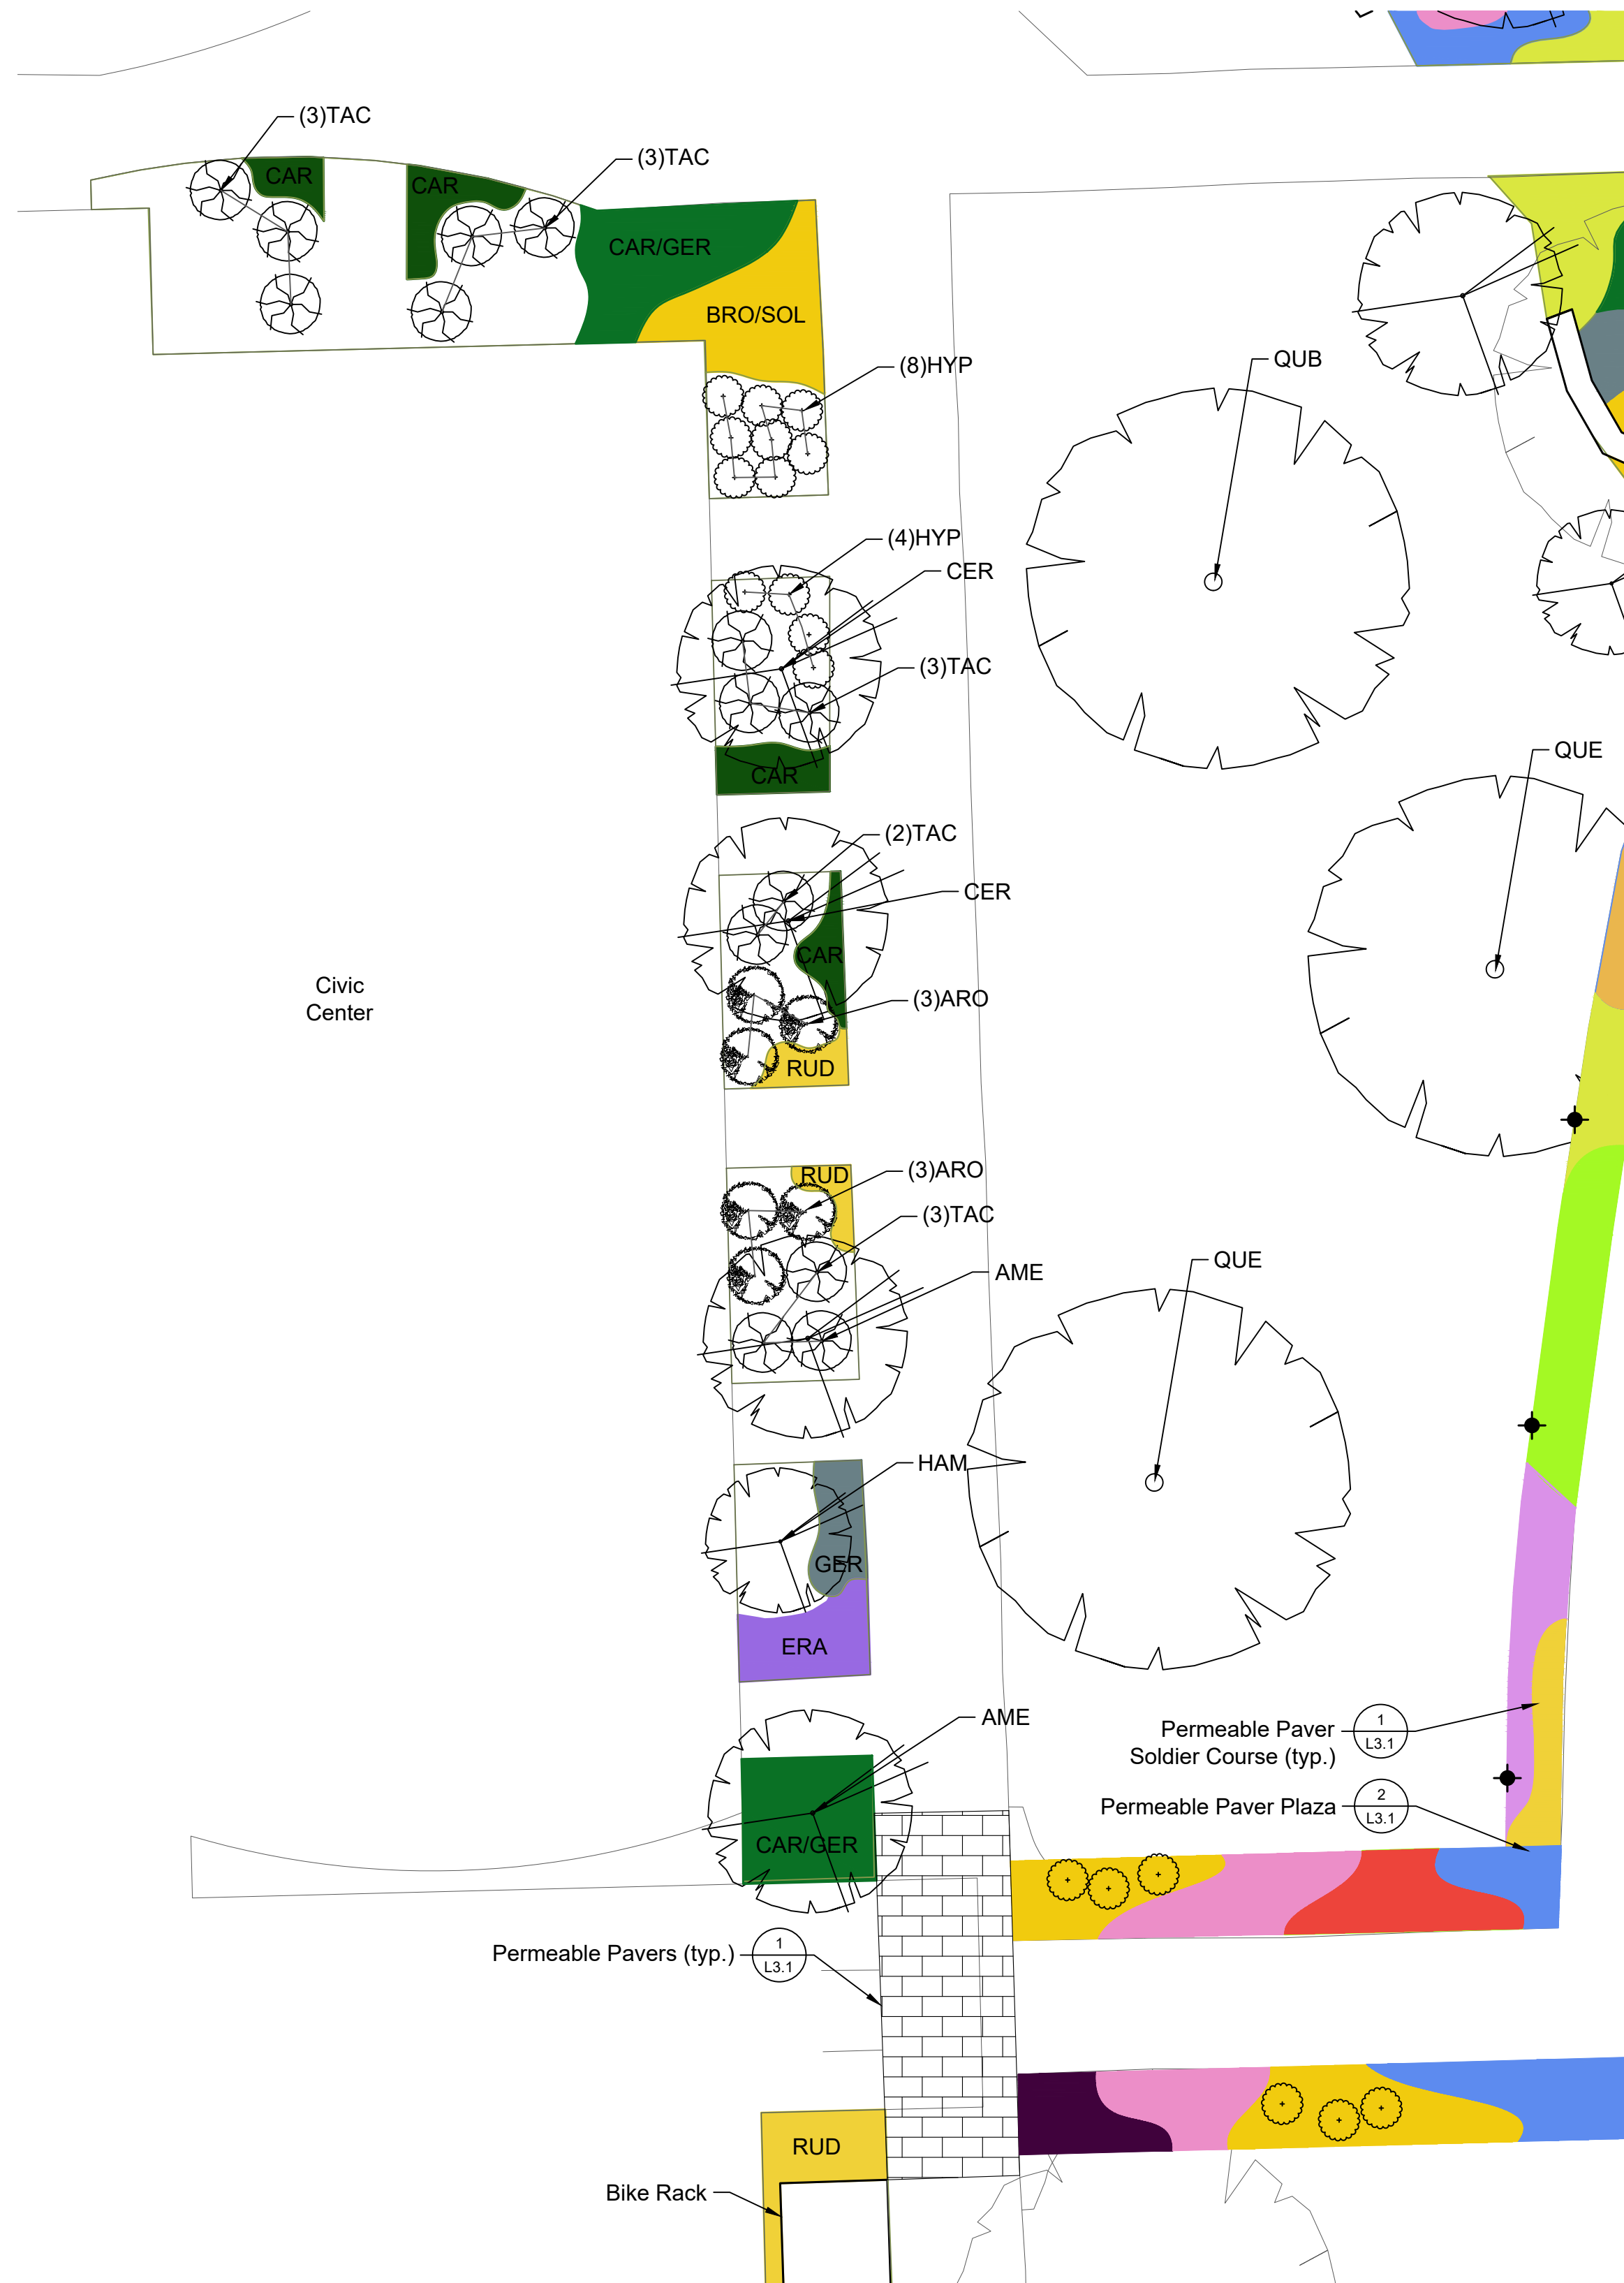 (3)TAC
(3)TAC
CAR
CAR
CAR/GER
BRO/SOL
(8)HYP
QUB
(4)HYP
CER
(3)TAC
QUE
CAR
(2)TAC
CER
CAR
Civic
Center
(3)ARO
RUD
(3)ARO
RUD
(3)TAC
AME
QUE
HAM
GER
ERA
AME
Permeable Paver
Soldier Course (typ.)
1
L3.1
Permeable Paver Plaza
2
L3.1
CAR/GER
Permeable Pavers (typ.)
1
L3.1
RUD
Bike Rack